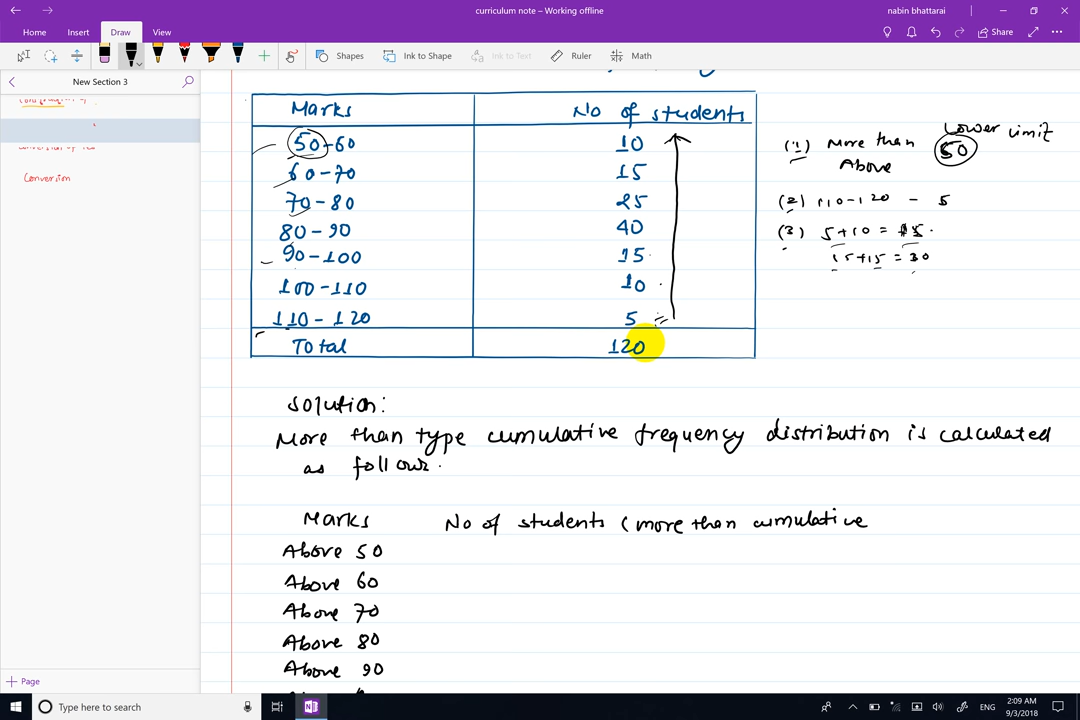 curriculum note – Working offline
nabin bhattarai
Home Insert Draw View
Share
Shapes Ink to Shape Ink to Text Ruler Math
New Section 3
Conversion
Page
Marks No of students
50-60 10
60-70 15
70-80 25
80-90 40
90-100 15
100-110 10
110-120 5
Total 120
Lower limit
(1) More than 50
Above
(2) 110-120 - 5
(3) 5+10 = 15
15+15 = 30
Solution:
More than type cumulative frequency distribution is calculated
as follow.
Marks No of students (more than cumulative
Above 50
Above 60
Above 70
Above 80
Above 90
Type here to search
2:09 AM
9/3/2018